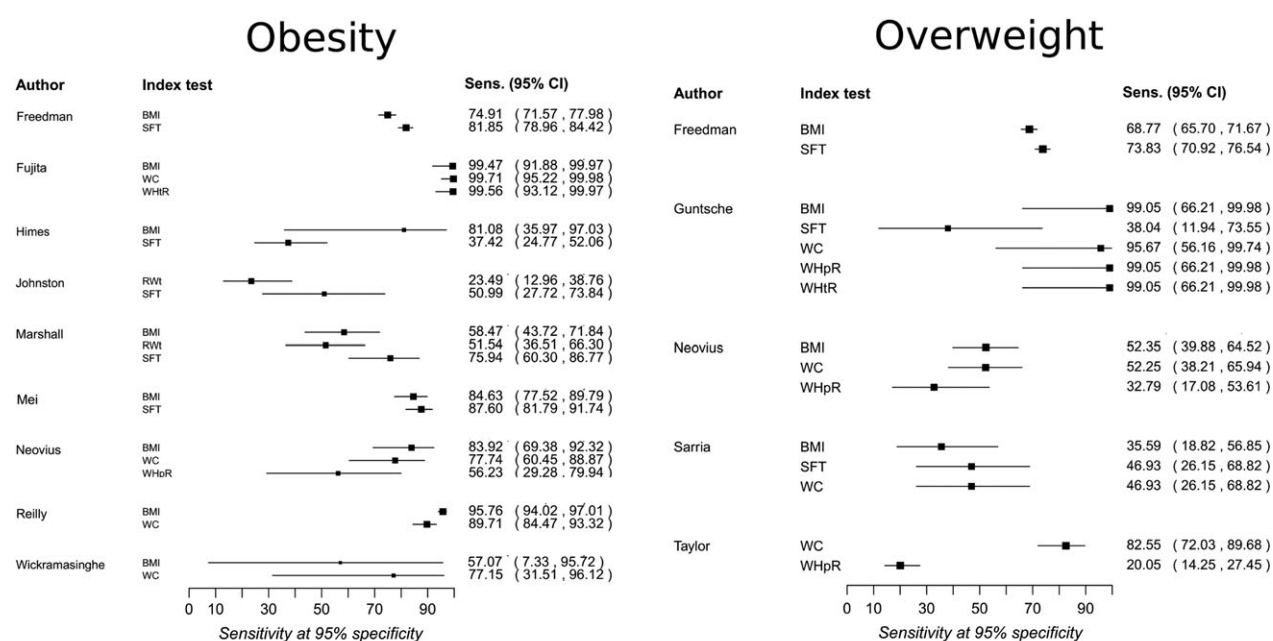 Obesity
Author Index test Sens. (95% CI)
Freedman BMI 74.91 ( 71.57 , 77.98 )
SFT 81.85 ( 78.96 , 84.42 )
Fujita BMI 99.47 ( 91.88 , 99.97 )
WC 99.71 ( 95.22 , 99.98 )
WHtR 99.56 ( 93.12 , 99.97 )
Himes BMI 81.08 ( 35.97 , 97.03 )
SFT 37.42 ( 24.77 , 52.06 )
Johnston RWt 23.49 ( 12.96 , 38.76 )
SFT 50.99 ( 27.72 , 73.84 )
Marshall BMI 58.47 ( 43.72 , 71.84 )
RWt 51.54 ( 36.51 , 66.30 )
SFT 75.94 ( 60.30 , 86.77 )
Mei BMI 84.63 ( 77.52 , 89.79 )
SFT 87.60 ( 81.79 , 91.74 )
Neovius BMI 83.92 ( 69.38 , 92.32 )
WC 77.74 ( 60.45 , 88.87 )
WHpR 56.23 ( 29.28 , 79.94 )
Reilly BMI 95.76 ( 94.02 , 97.01 )
WC 89.71 ( 84.47 , 93.32 )
Wickramasinghe BMI 57.07 ( 7.33 , 95.72 )
WC 77.15 ( 31.51 , 96.12 )
0 10 30 50 70 90
Sensitivity at 95% specificity
Overweight
Author Index test Sens. (95% CI)
Freedman BMI 68.77 ( 65.70 , 71.67 )
SFT 73.83 ( 70.92 , 76.54 )
Guntsche BMI 99.05 ( 66.21 , 99.98 )
SFT 38.04 ( 11.94 , 73.55 )
WC 95.67 ( 56.16 , 99.74 )
WHpR 99.05 ( 66.21 , 99.98 )
WHtR 99.05 ( 66.21 , 99.98 )
Neovius BMI 52.35 ( 39.88 , 64.52 )
WC 52.25 ( 38.21 , 65.94 )
WHpR 32.79 ( 17.08 , 53.61 )
Sarria BMI 35.59 ( 18.82 , 56.85 )
SFT 46.93 ( 26.15 , 68.82 )
WC 46.93 ( 26.15 , 68.82 )
Taylor WC 82.55 ( 72.03 , 89.68 )
WHpR 20.05 ( 14.25 , 27.45 )
0 10 30 50 70 90
Sensitivity at 95% specificity